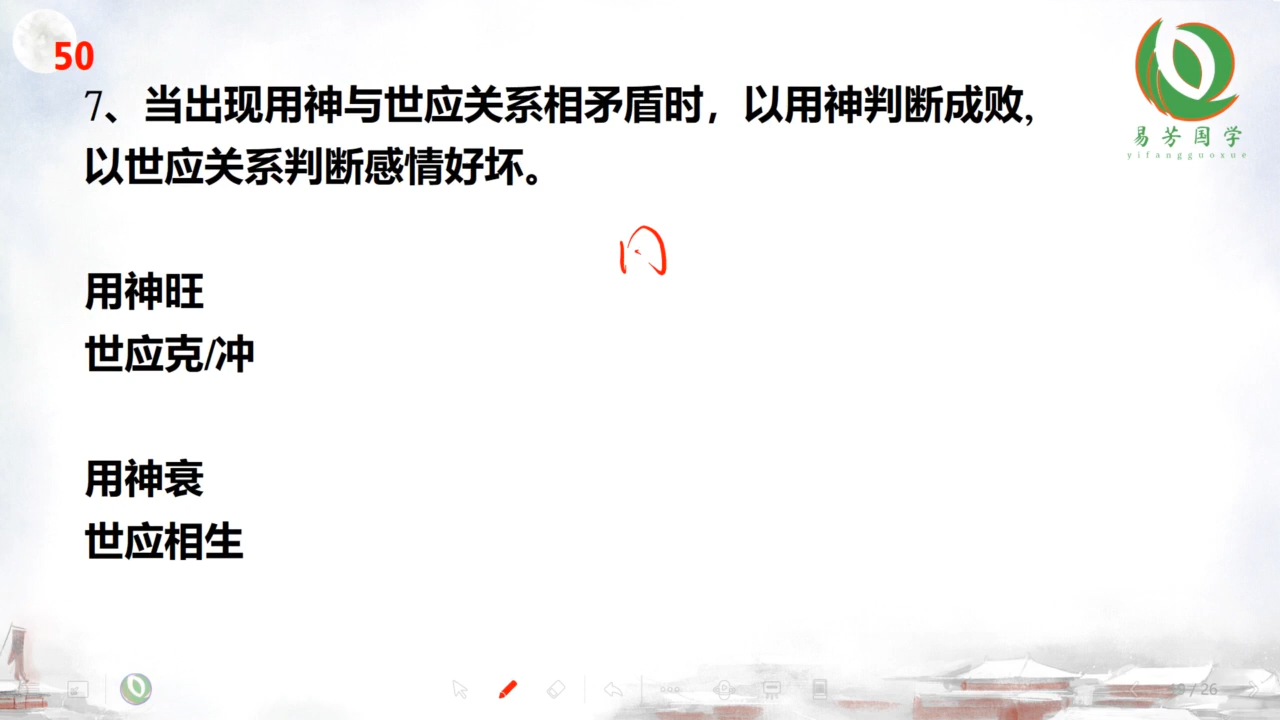 50
7、当出现用神与世应关系相矛盾时，以用神判断成败,
以世应关系判断感情好坏。
用神旺
世应克/冲
用神衰
世应相生
易芳国学
yifangguoxue